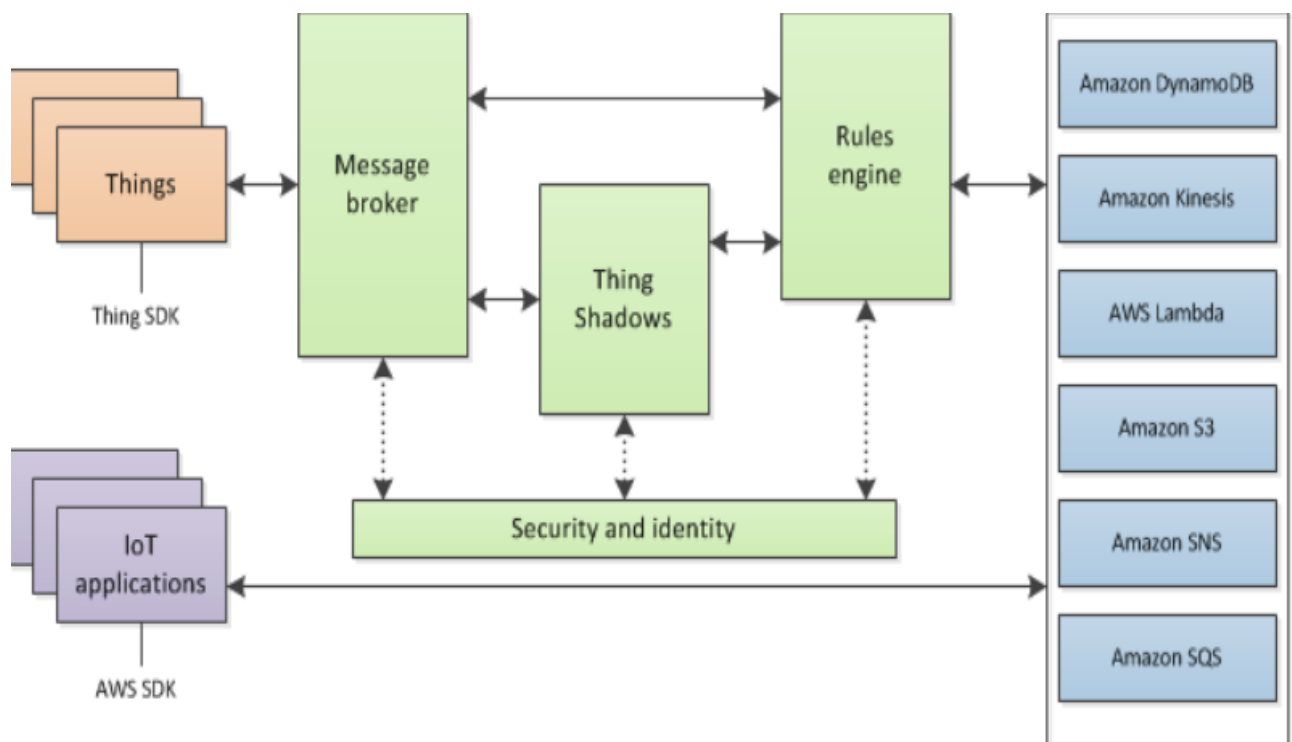 Things
Thing SDK
Message
broker
Thing
Shadows
Rules
engine
Security and identity
IoT
applications
AWS SDK
Amazon DynamoDB
Amazon Kinesis
AWS Lambda
Amazon S3
Amazon SNS
Amazon SQS